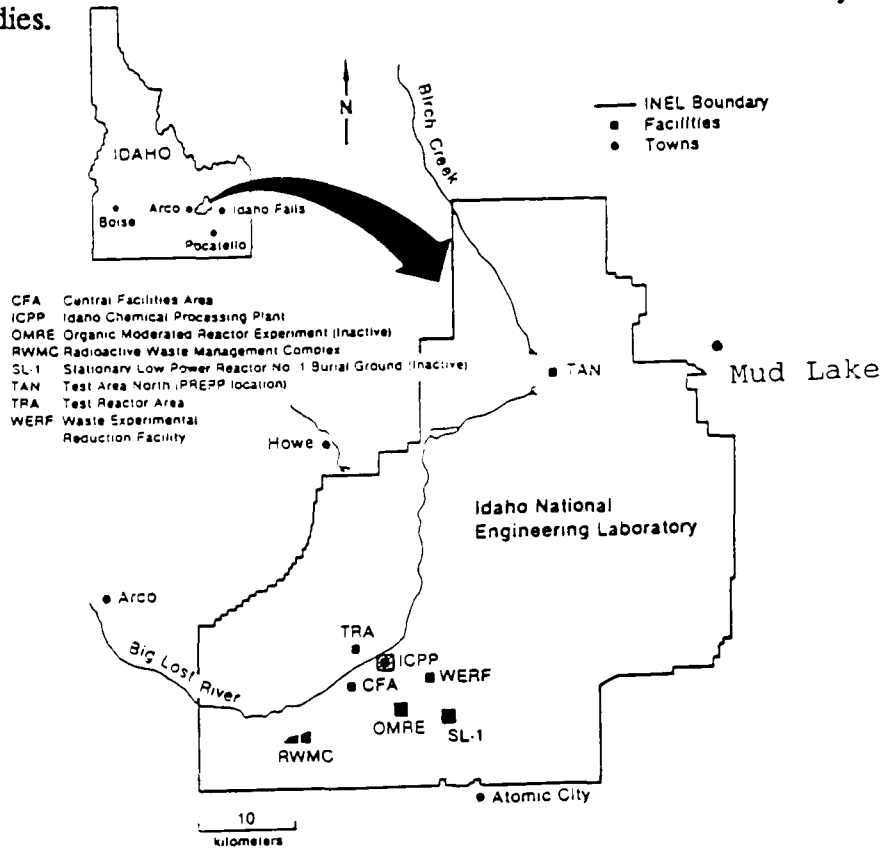 dies.
N
Birch Creek
INEL Boundary
Facilities
Towns
IDAHO
Boise
Arco
Idaho Falls
Pocatello
CFA Central Facilities Area
ICPP Idaho Chemical Processing Plant
OMRE Organic Moderated Reactor Experiment (Inactive)
RWMC Radioactive Waste Management Complex
SL-1 Stationary Low Power Reactor No. 1 Burial Ground (Inactive)
TAN Test Area North (PREPP location)
TRA Test Reactor Area
WERF Waste Experimental
Reduction Facility
TAN
Mud Lake
Howe
Idaho National
Engineering Laboratory
Arco
Big Lost River
TRA
ICPP
CFA
WERF
OMRE
SL-1
RWMC
Atomic City
10
kilometers